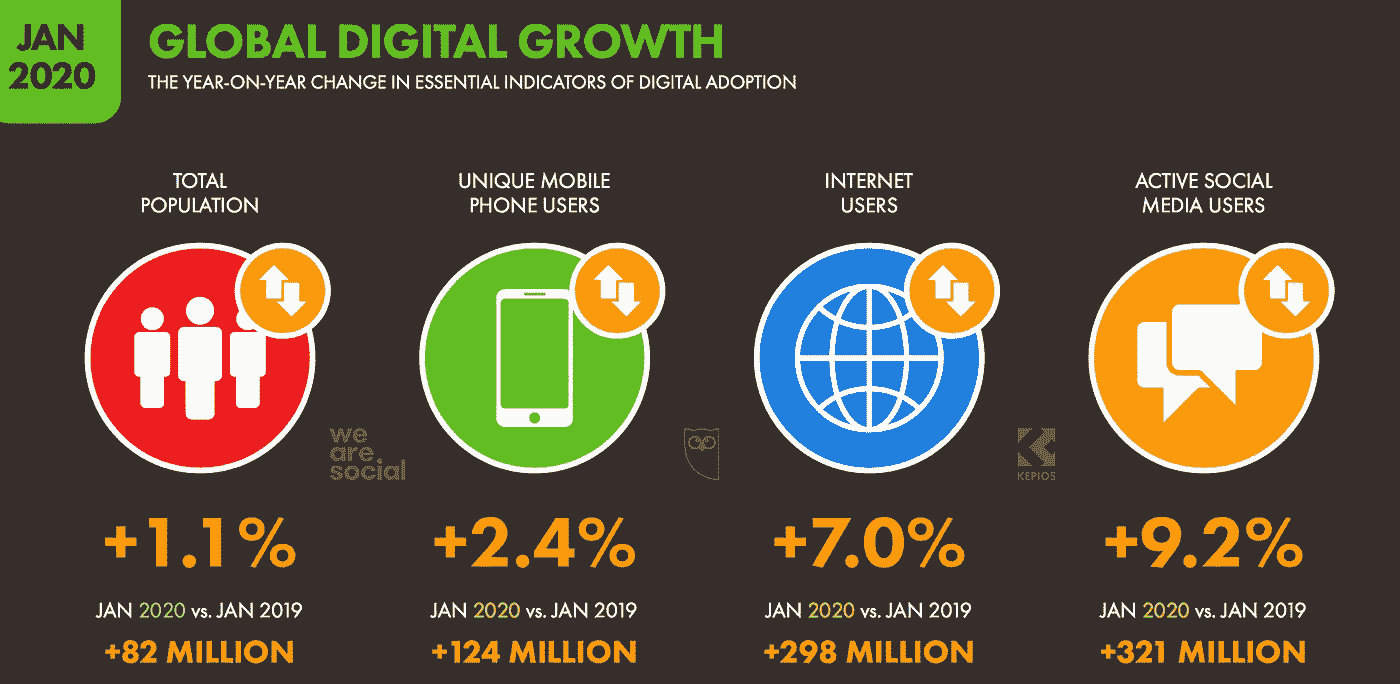 JAN
2020
GLOBAL DIGITAL GROWTH
THE YEAR-ON-YEAR CHANGE IN ESSENTIAL INDICATORS OF DIGITAL ADOPTION
TOTAL
POPULATION
UNIQUE MOBILE
PHONE USERS
INTERNET
USERS
ACTIVE SOCIAL
MEDIA USERS
we
are
social
KEPIOS
+1.1%
+2.4%
+7.0%
+9.2%
JAN 2020 vs. JAN 2019
JAN 2020 vs. JAN 2019
JAN 2020 vs. JAN 2019
JAN 2020 vs. JAN 2019
+82 MILLION
+124 MILLION
+298 MILLION
+321 MILLION